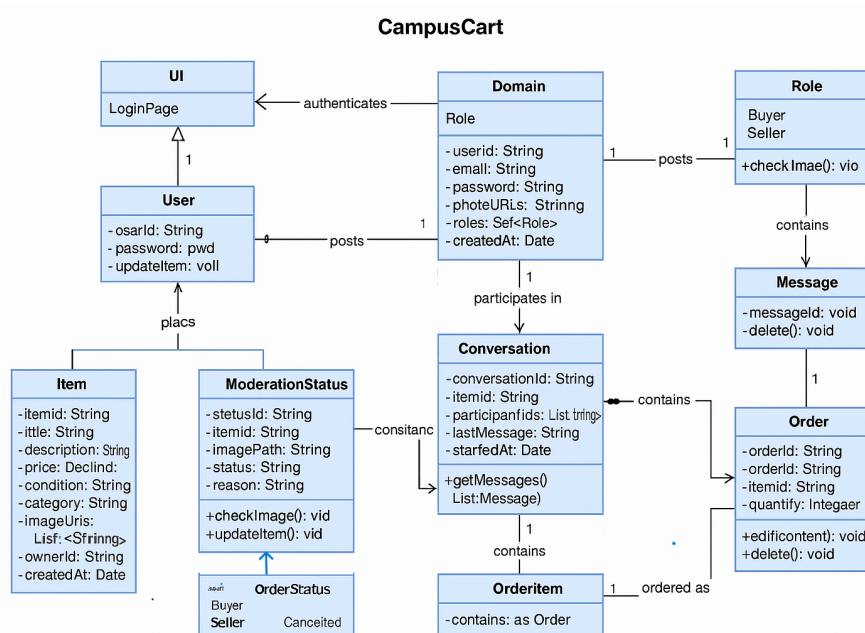 CampusCart
UI
LoginPage
authenticates
1
User
-osarId: String
-password: pwd
-updateItem: voll
posts
1
placs
Domain
Role
-userid: String
-emall: String
-password: String
-photeURLs: Strinng
-roles: Sef<Role>
-createdAt: Date
1
posts
1
Role
Buyer
Seller
+check Imae(): vio
contains
Message
-messageId: void
-delete(): void
1
1
participates in
Item
-itemid: String
-ittle: String
-description: String
-price: Declind:
-condition: String
-category: String
-imageUris:
List: <Sfrinng>
-ownerId: String
-createdAt: Date
ModerationStatus
-stetusId: String
-itemid: String
-imagePath: String
-status: String
-reason: String
+checkImage(): vid
+updateItem(): vid
consitanc
Conversation
-conversationId: String
-itemid: String
-participanfids: List trring>
-lastMessage: String
-starfedAt: Date
+getMessages()
List:Message)
contains
Order
-orderId: String
-orderId: String
-itemid: String
-quantify: Integaer
+edificontent): void
+delete(): void
1
contains
OrderStatus
Buyer
Seller Canceited
Orderitem
-contains: as Order
1
ordered as